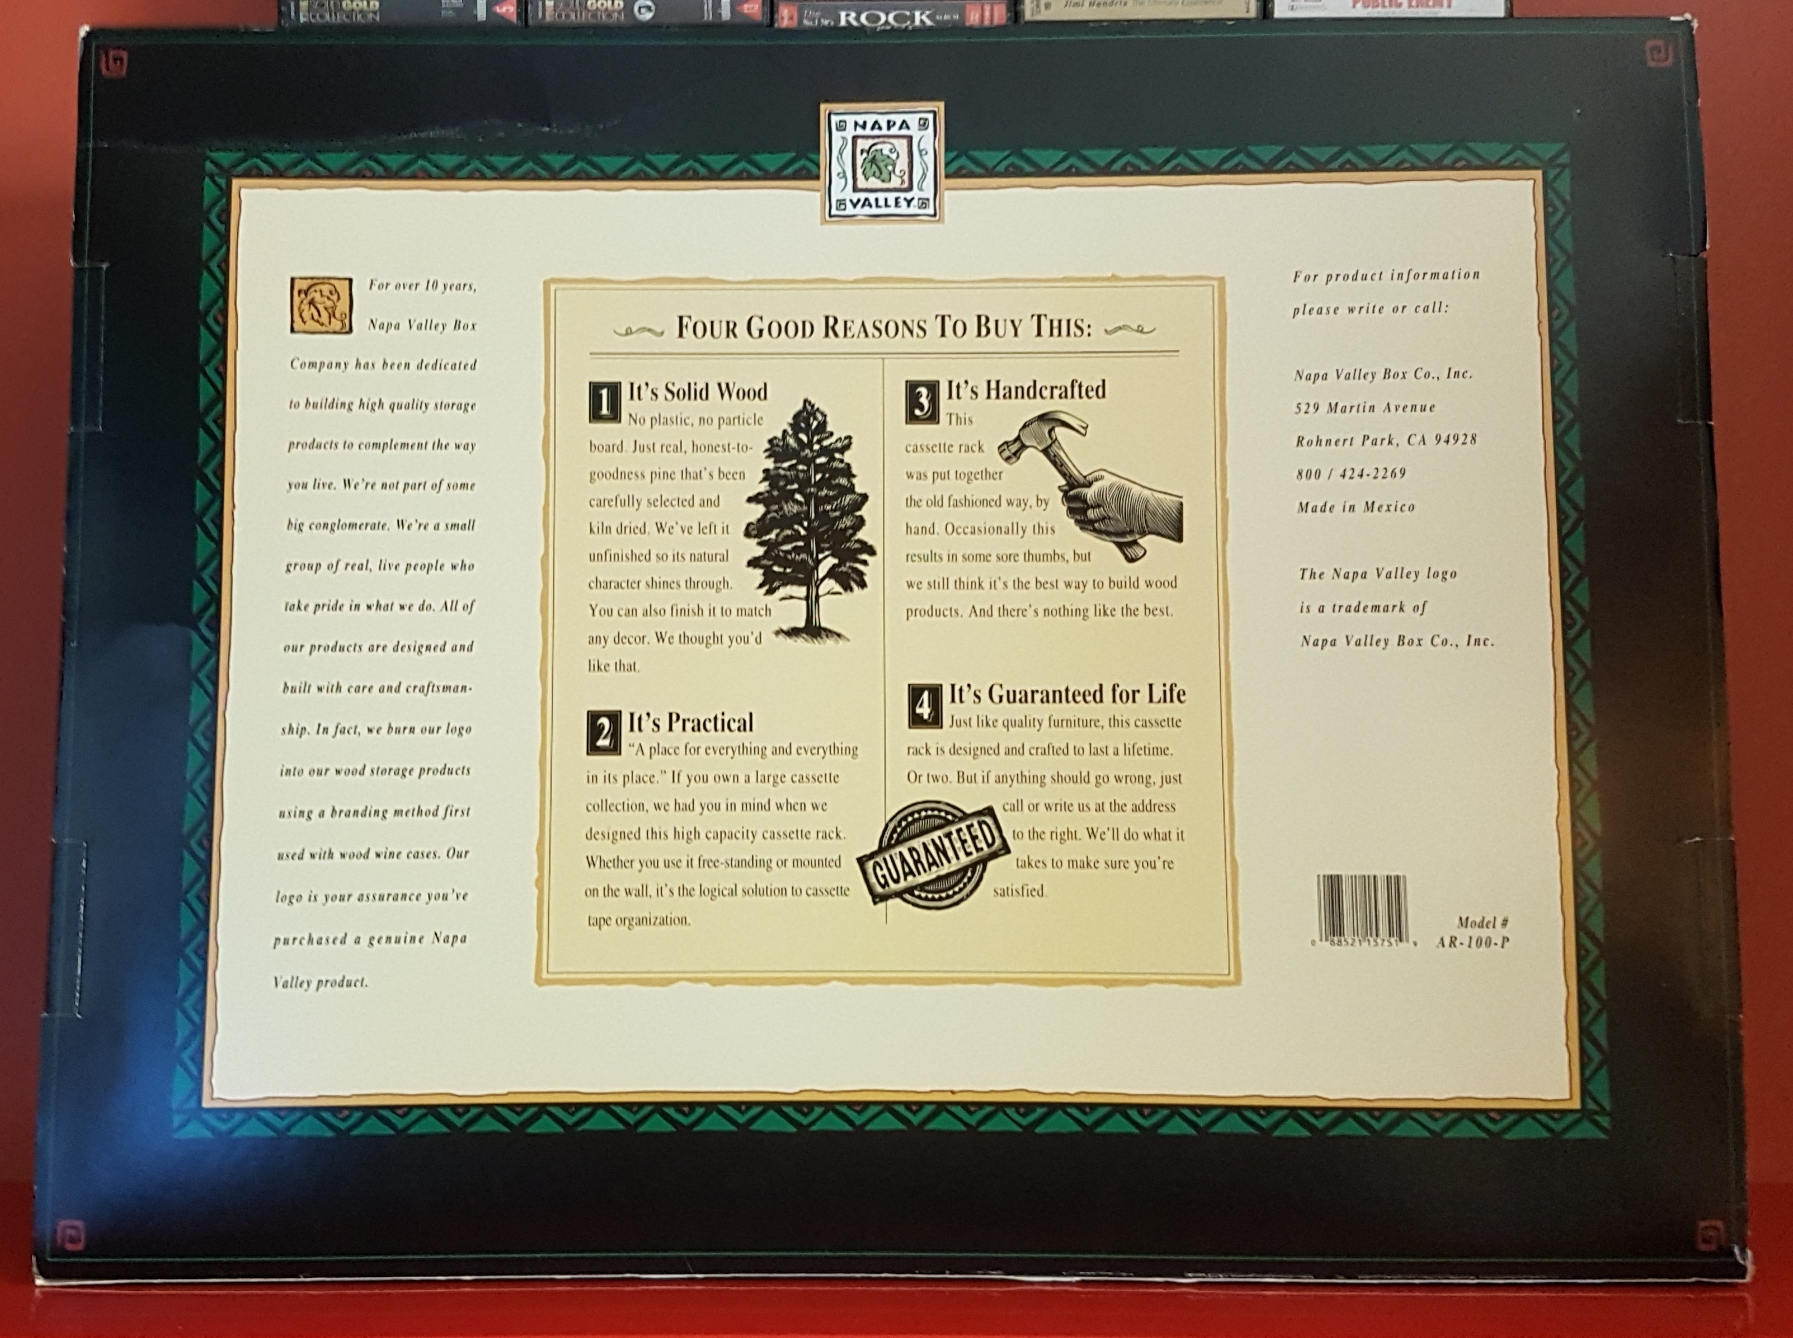 SOLID GOLD
COLLECTION
SOLID GOLD
COLLECTION
ROCK
Jimi Hendrix The Ultimate Experience
PUBLIC ENEMY
NAPA
VALLEY
For over 10 years,
Napa Valley Box
Company has been dedicated
to building high quality storage
products to complement the way
you live. We're not part of some
big conglomerate. We're a small
group of real, live people who
take pride in what we do. All of
our products are designed and
built with care and craftsman-
ship. In fact, we burn our logo
into our wood storage products
using a branding method first
used with wood wine cases. Our
logo is your assurance you've
purchased a genuine Napa
Valley product.
FOUR GOOD REASONS TO BUY THIS:
1 It's Solid Wood
No plastic, no particle
board. Just real, honest-to-
goodness pine that's been
carefully selected and
kiln dried. We've left it
unfinished so its natural
character shines through.
You can also finish it to match
any decor. We thought you'd
like that.
2 It's Practical
"A place for everything and everything
in its place." If you own a large cassette
collection, we had you in mind when we
designed this high capacity cassette rack.
Whether you use it free-standing or mounted
on the wall, it's the logical solution to cassette
tape organization.
3 It's Handcrafted
This
cassette rack
was put together
the old fashioned way, by
hand. Occasionally this
results in some sore thumbs, but
we still think it's the best way to build wood
products. And there's nothing like the best.
4 It's Guaranteed for Life
Just like quality furniture, this cassette
rack is designed and crafted to last a lifetime.
Or two. But if anything should go wrong, just
call or write us at the address
to the right. We'll do what it
takes to make sure you're
satisfied.
GUARANTEED
For product information
please write or call:
Napa Valley Box Co., Inc.
529 Martin Avenue
Rohnert Park, CA 94928
800 / 424-2269
Made in Mexico
The Napa Valley logo
is a trademark of
Napa Valley Box Co., Inc.
Model #
AR-100-P